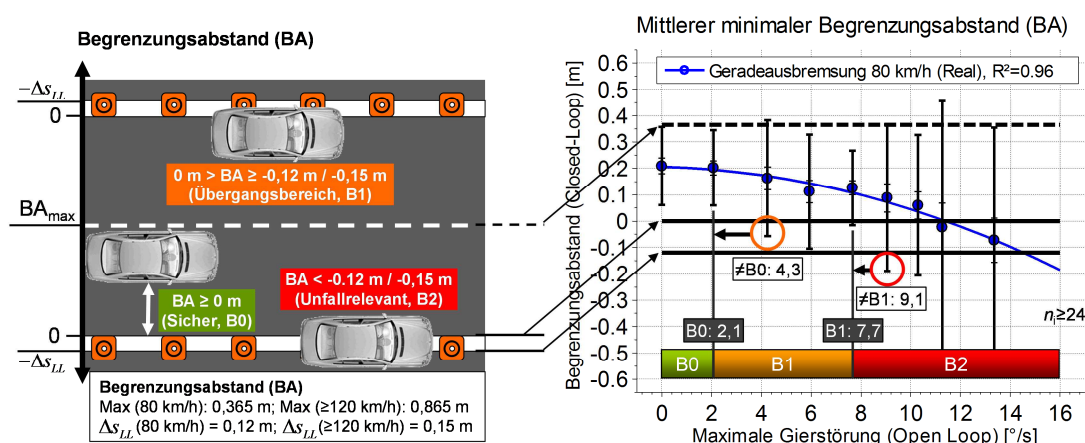 Begrenzungsabstand (BA)
−Δs_LL
0
0 m > BA ≥ -0,12 m / -0,15 m
(Übergangsbereich, B1)
BA_max
BA < -0.12 m / -0,15 m
(Unfallrelevant, B2)
BA ≥ 0 m
(Sicher, B0)
0
−Δs_LL
Begrenzungsabstand (BA)
Max (80 km/h): 0,365 m; Max (≥120 km/h): 0,865 m
Δs_LL (80 km/h) = 0,12 m; Δs_LL (≥120 km/h) = 0,15 m
Mittlerer minimaler Begrenzungsabstand (BA)
Geradeausbremsung 80 km/h (Real), R²=0.96
Begrenzungsabstand (Closed-Loop) [m]
0.6
0.5
0.4
0.3
0.2
0.1
0
-0.1
-0.2
-0.3
-0.4
-0.5
-0.6
≠B0: 4,3
≠B1: 9,1
B0: 2,1
B1: 7,7
n_i≥24
B0
B1
B2
0 2 4 6 8 10 12 14 16
Maximale Gierstörung (Open Loop) [°/s]